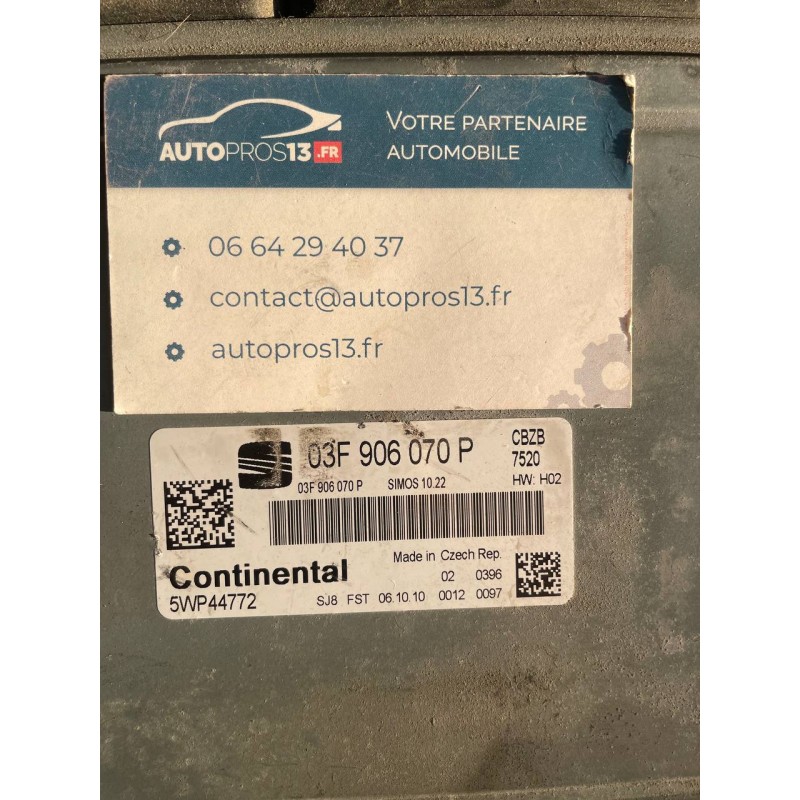 AUTOPROS13.FR
VOTRE PARTENAIRE
AUTOMOBILE
06 64 29 40 37
contact@autopros13.fr
autopros13.fr
03F 906 070 P
CBZB
7520
03F 906 070 P SIMOS 10.22 HW: H02
Made in Czech Rep.
Continental 02 0396
5WP44772 SJ8 FST 06.10.10 0012 0097